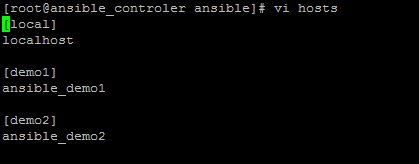 [root@ansible_controler ansible]# vi hosts
[local]
localhost
[demo1]
ansible_demo1
[demo2]
ansible_demo2